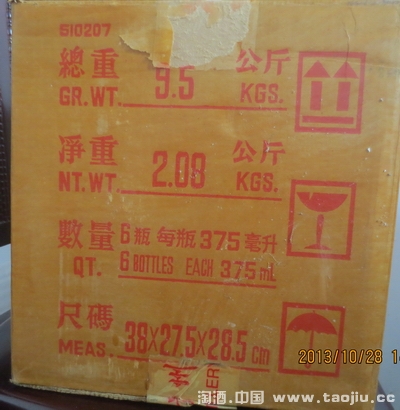 510207
總重 9.5 公斤
GR.WT. KGS.
凈重 2.08 公斤
NT.WT. KGS.
數量 6瓶 每瓶 375 毫升
QT. 6 BOTTLES EACH 375 mL
尺碼 38×27.5×28.5 cm
MEAS.
2013/10/28
淘酒.中国 www.taojiu.cc